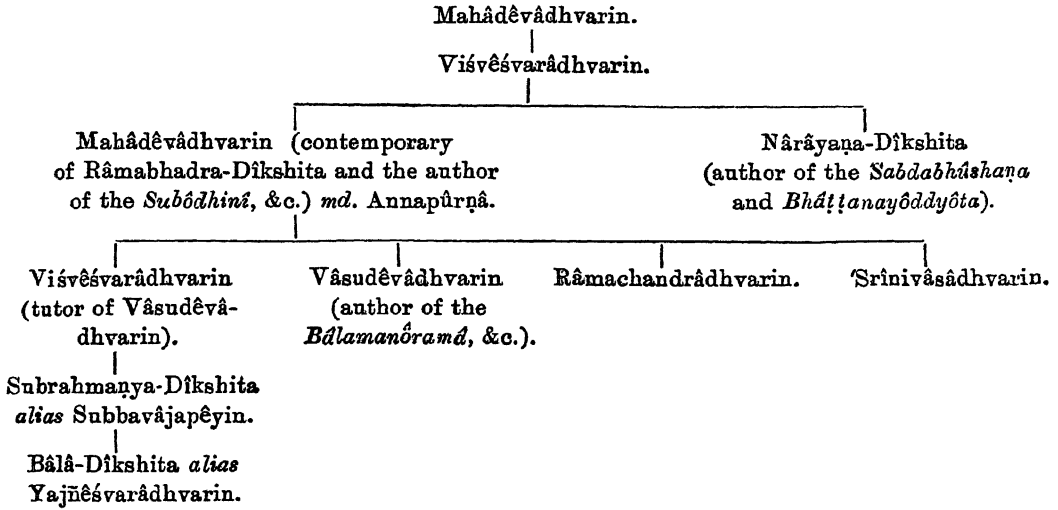 Mahâdêvâdhvarin.
Viśvêśvarâdhvarin.
Mahâdêvâdhvarin (contemporary
of Râmabhadra-Dîkshita and the author
of the Subôdhinî, &c.) md. Annapûrṇâ.
Nârâyaṇa-Dîkshita
(author of the Sabdabhûshaṇa
and Bhâṭṭanayôddyôta).
Viśvêśvarâdhvarin
(tutor of Vâsudêvâ-
dhvarin).
Vâsudêvâdhvarin
(author of the
Bâlamanôramâ, &c.).
Râmachandrâdhvarin.
'Srînivâsâdhvarin.
Subrahmaṇya-Dîkshita
alias Subbavâjapêyin.
Bâlâ-Dîkshita alias
Yajñêśvarâdhvarin.